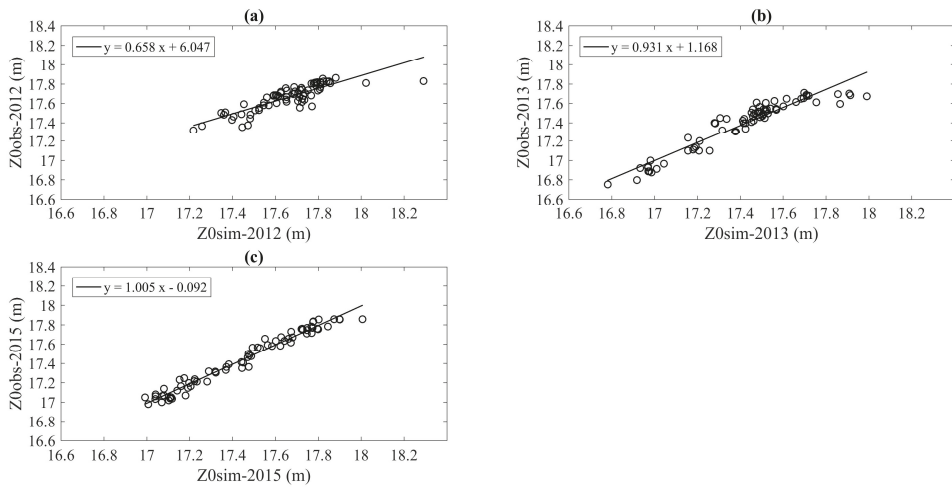 (a)
18.4
18.2
18
17.8
17.6
17.4
17.2
17
16.8
16.6
Z0obs-2012 (m)
y = 0.658 x + 6.047
16.6 16.8 17 17.2 17.4 17.6 17.8 18 18.2
Z0sim-2012 (m)
(b)
18.4
18.2
18
17.8
17.6
17.4
17.2
17
16.8
16.6
Z0obs-2013 (m)
y = 0.931 x + 1.168
16.6 16.8 17 17.2 17.4 17.6 17.8 18 18.2
Z0sim-2013 (m)
(c)
18.4
18.2
18
17.8
17.6
17.4
17.2
17
16.8
16.6
Z0obs-2015 (m)
y = 1.005 x - 0.092
16.6 16.8 17 17.2 17.4 17.6 17.8 18 18.2
Z0sim-2015 (m)